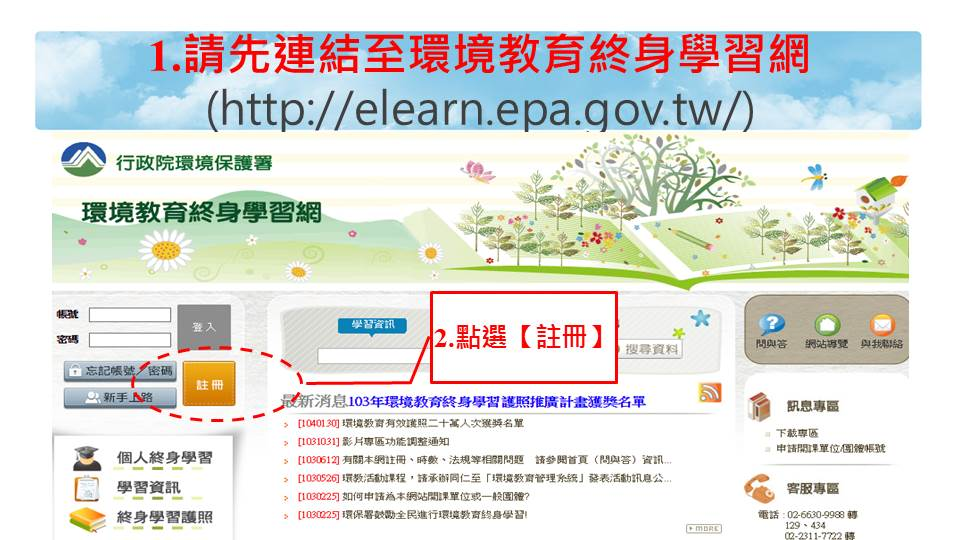 1.請先連結至環境教育終身學習網
(http://elearn.epa.gov.tw/)
行政院環境保護署
環境教育終身學習網
帳號
登入
密碼
忘記帳號／密碼
註冊
新手上路
個人終身學習
學習資訊
終身學習護照
學習資訊
2.點選【註冊】
搜尋資料
最新消息 103年環境教育終身學習護照推廣計畫獲獎名單
[1040130] 環境教育有效護照二十萬人次獲獎名單
[1031031] 影片專區功能調整通知
[1030612] 有關本網註冊、時數、法規等相關問題 請參閱首頁（問與答）資訊...
[1030526] 環教活動課程，請承辦同仁至「環境教育管理系統」發表活動訊息公...
[1030225] 如何申請為本網站開課單位或一般團體?
[1030225] 環保署鼓勵全民進行環境教育終身學習!
MORE
問與答 網站導覽 與我聯絡
訊息專區
下載專區
申請開課單位/團體帳號
客服專區
電話：02-6630-9988 轉
129、434
02-2311-7722 轉